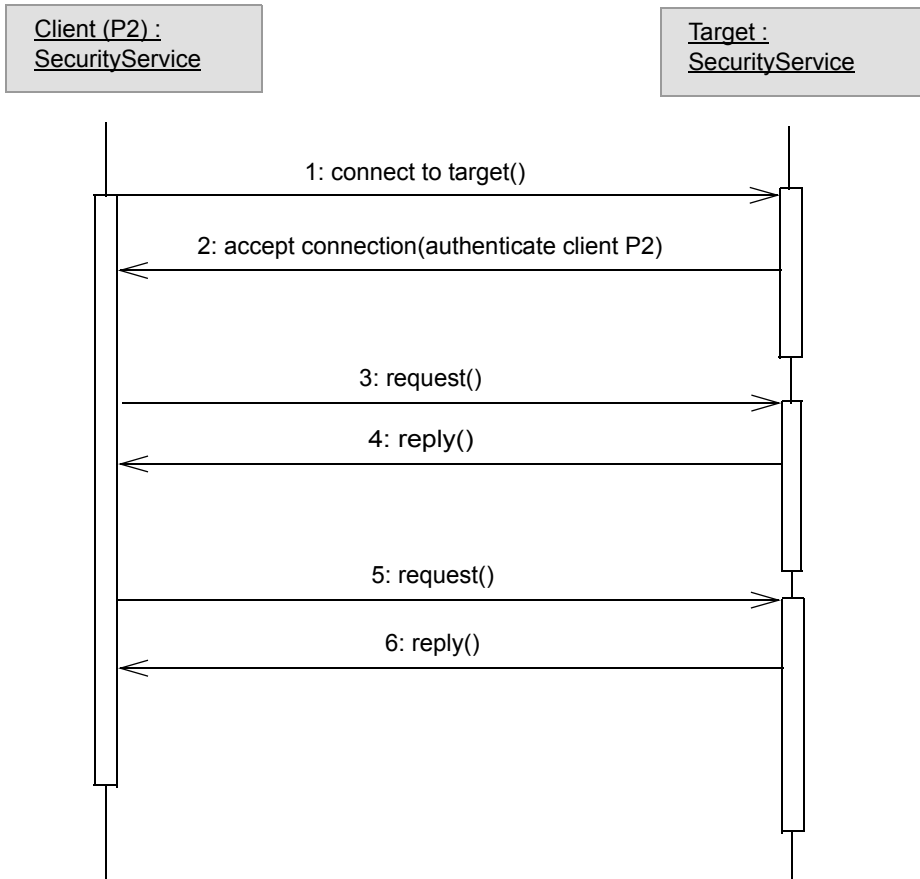 Client (P2) :
SecurityService
Target :
SecurityService
1: connect to target()
2: accept connection(authenticate client P2)
3: request()
4: reply()
5: request()
6: reply()